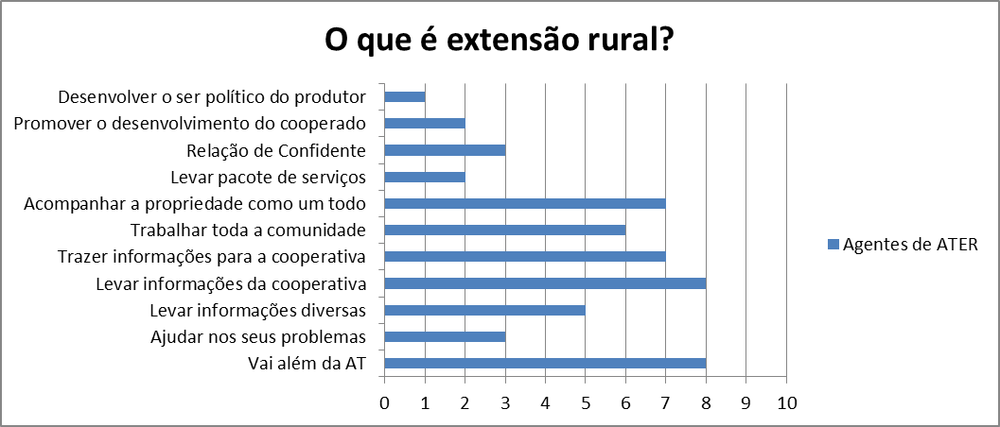 O que é extensão rural?
Desenvolver o ser político do produtor
Promover o desenvolvimento do cooperado
Relação de Confidente
Levar pacote de serviços
Acompanhar a propriedade como um todo
Trabalhar toda a comunidade
Trazer informações para a cooperativa
Levar informações da cooperativa
Levar informações diversas
Ajudar nos seus problemas
Vai além da AT
0 1 2 3 4 5 6 7 8 9 10
Agentes de ATER